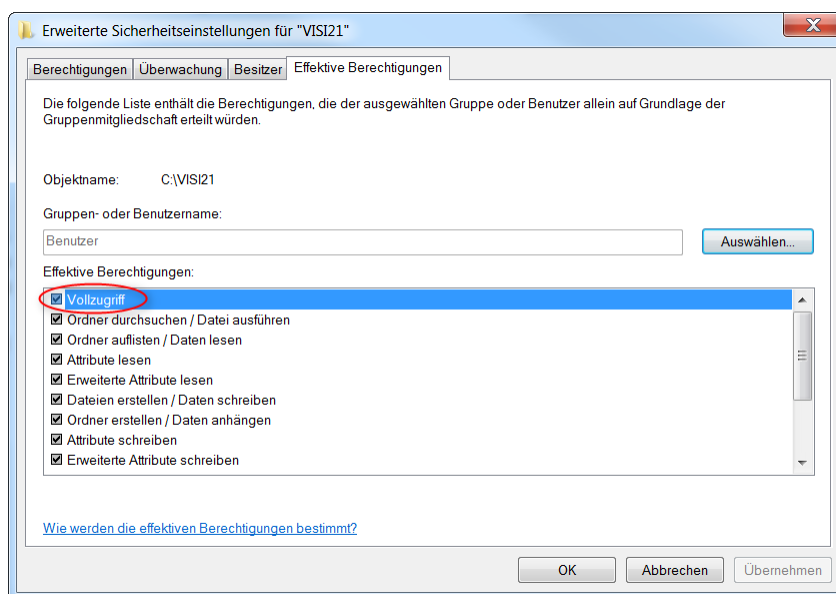 Erweiterte Sicherheitseinstellungen für "VISI21"
Berechtigungen Überwachung Besitzer Effektive Berechtigungen
Die folgende Liste enthält die Berechtigungen, die der ausgewählten Gruppe oder Benutzer allein auf Grundlage der
Gruppenmitgliedschaft erteilt würden.
Objektname: C:\VISI21
Gruppen- oder Benutzername:
Benutzer
Auswählen...
Effektive Berechtigungen:
Vollzugriff
Ordner durchsuchen / Datei ausführen
Ordner auflisten / Daten lesen
Attribute lesen
Erweiterte Attribute lesen
Dateien erstellen / Daten schreiben
Ordner erstellen / Daten anhängen
Attribute schreiben
Erweiterte Attribute schreiben
Wie werden die effektiven Berechtigungen bestimmt?
OK Abbrechen Übernehmen